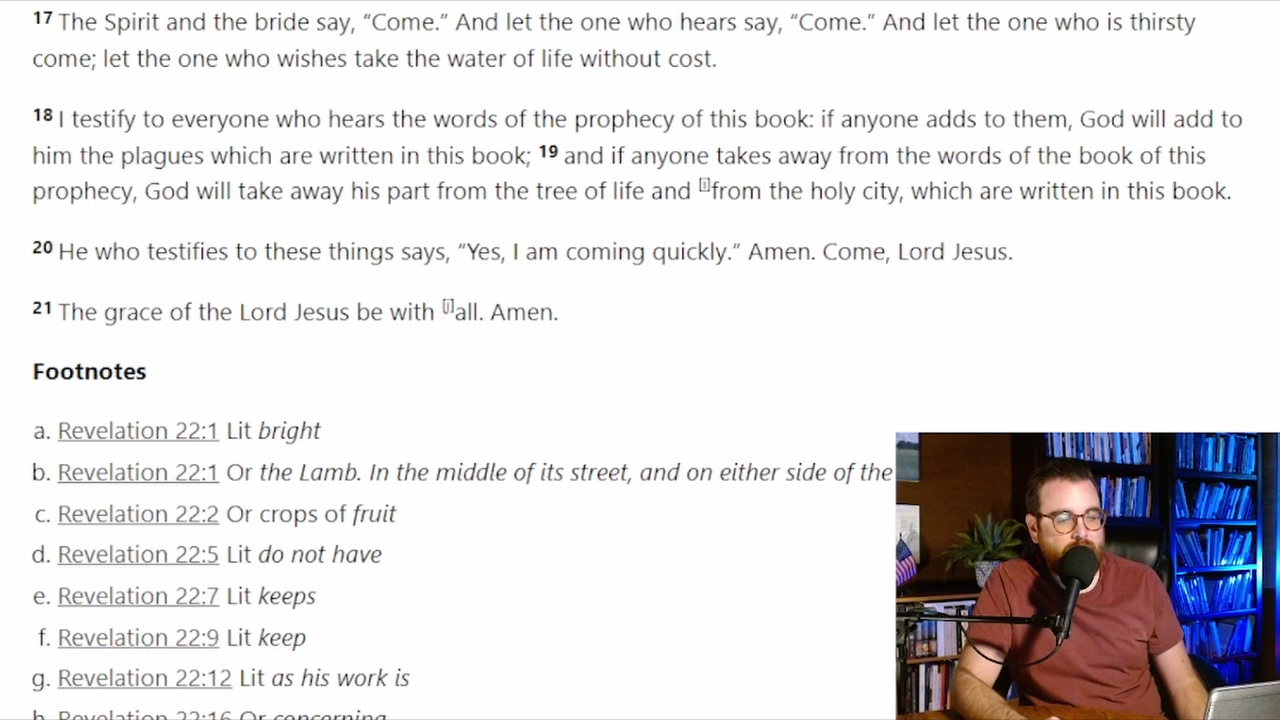 17 The Spirit and the bride say, “Come.” And let the one who hears say, “Come.” And let the one who is thirsty
come; let the one who wishes take the water of life without cost.
18 I testify to everyone who hears the words of the prophecy of this book: if anyone adds to them, God will add to
him the plagues which are written in this book; 19 and if anyone takes away from the words of the book of this
prophecy, God will take away his part from the tree of life and [i]from the holy city, which are written in this book.
20 He who testifies to these things says, “Yes, I am coming quickly.” Amen. Come, Lord Jesus.
21 The grace of the Lord Jesus be with [j]all. Amen.
Footnotes
a. Revelation 22:1 Lit bright
b. Revelation 22:1 Or the Lamb. In the middle of its street, and on either side of the
c. Revelation 22:2 Or crops of fruit
d. Revelation 22:5 Lit do not have
e. Revelation 22:7 Lit keeps
f. Revelation 22:9 Lit keep
g. Revelation 22:12 Lit as his work is
h. Revelation 22:16 Or concerning